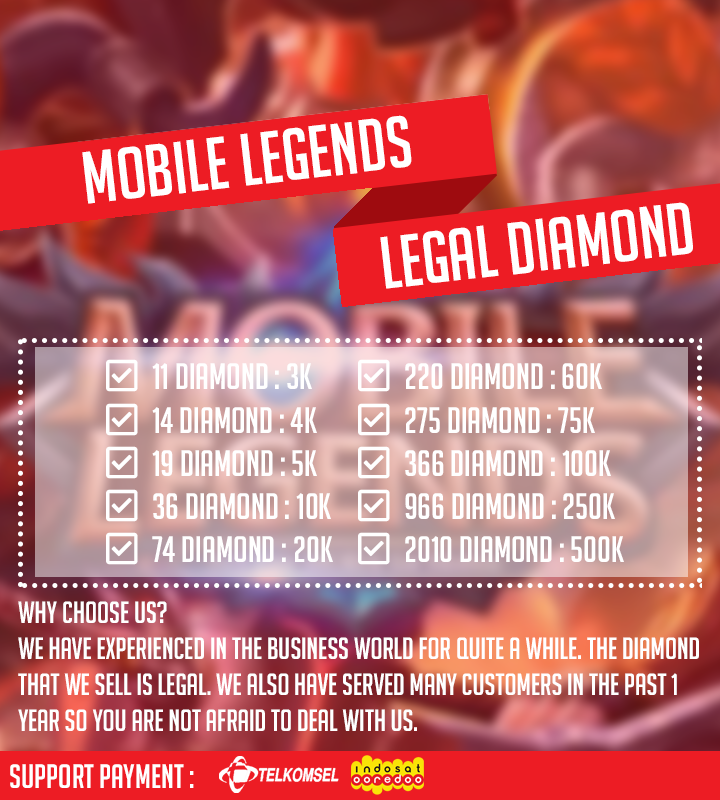 MOBILE LEGENDS
LEGAL DIAMOND
11 DIAMOND : 3K
14 DIAMOND : 4K
19 DIAMOND : 5K
36 DIAMOND : 10K
74 DIAMOND : 20K
220 DIAMOND : 60K
275 DIAMOND : 75K
366 DIAMOND : 100K
966 DIAMOND : 250K
2010 DIAMOND : 500K
MOBILE
LEGENDS
WHY CHOOSE US?
WE HAVE EXPERIENCED IN THE BUSINESS WORLD FOR QUITE A WHILE. THE DIAMOND
THAT WE SELL IS LEGAL. WE ALSO HAVE SERVED MANY CUSTOMERS IN THE PAST 1
YEAR SO YOU ARE NOT AFRAID TO DEAL WITH US.
SUPPORT PAYMENT : TELKOMSEL indosat
ooredoo